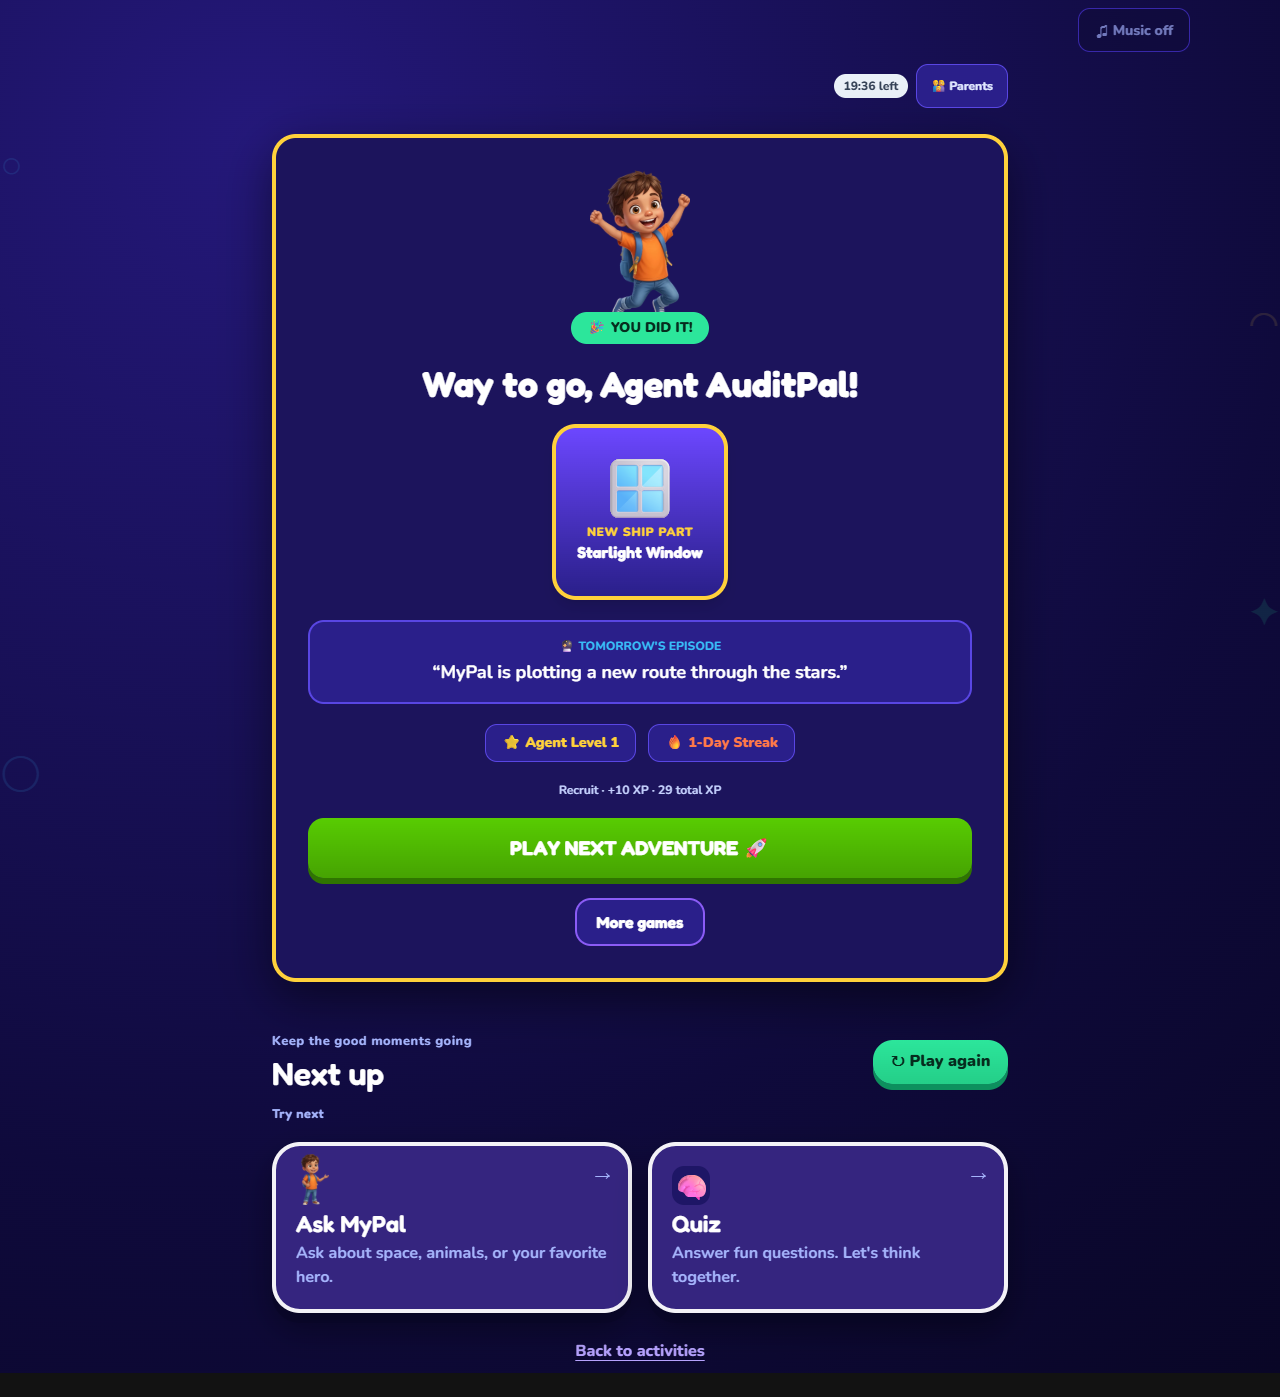 ♫ Music off
19:36 left
Parents
YOU DID IT!
Way to go, Agent AuditPal!
NEW SHIP PART
Starlight Window
TOMORROW'S EPISODE
“MyPal is plotting a new route through the stars.”
Agent Level 1
1-Day Streak
Recruit · +10 XP · 29 total XP
PLAY NEXT ADVENTURE 🚀
More games
Keep the good moments going
Next up
↻ Play again
Try next
→
Ask MyPal
Ask about space, animals, or your favorite
hero.
→
Quiz
Answer fun questions. Let's think
together.
Back to activities